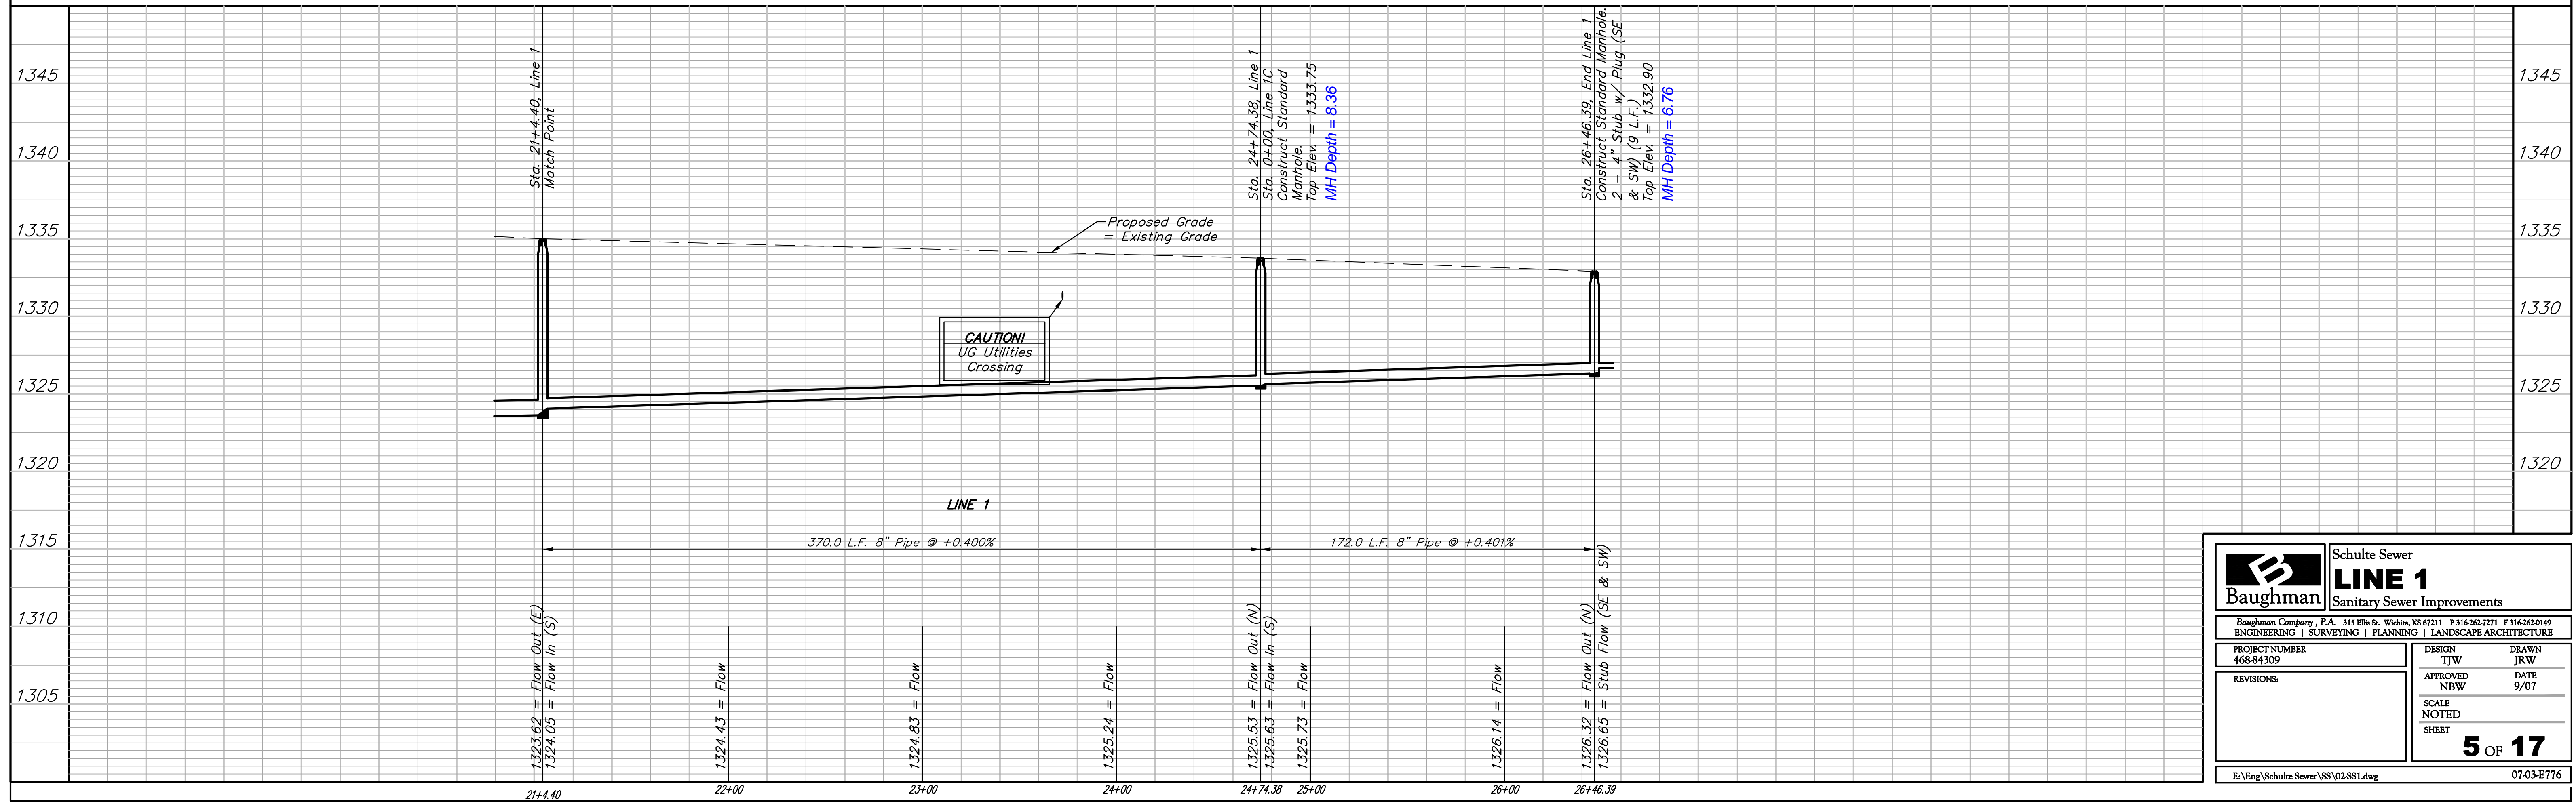 1345
1340
1335
1330
1325
1320
1315
1310
1305
Sta. 21+4.40, Line 1
Match Point
Sta. 24+74.38, Line 1
Sta. 0+00, Line 1C
Construct Standard
Manhole.
Top Elev. = 1333.75
MH Depth = 8.36
Sta. 26+46.39, End Line 1
Construct Standard Manhole.
2 - 4" Stub w/ Plug (SE
& SW) (9 L.F.)
Top Elev. = 1332.90
MH Depth = 6.76
1345
1340
1335
1330
1325
1320
Proposed Grade
= Existing Grade
CAUTION!
UG Utilities
Crossing
LINE 1
370.0 L.F. 8" Pipe @ +0.400%
172.0 L.F. 8" Pipe @ +0.401%
1323.62 = Flow Out (E)
1324.05 = Flow In (S)
1324.43 = Flow
1324.83 = Flow
1325.24 = Flow
1325.53 = Flow Out (N)
1325.63 = Flow In (S)
1325.73 = Flow
1326.14 = Flow
1326.32 = Flow Out (N)
1326.65 = Stub Flow (SE & SW)
21+4.40
22+00
23+00
24+00
24+74.38
25+00
26+00
26+46.39
B
Baughman
Schulte Sewer
LINE 1
Sanitary Sewer Improvements
Baughman Company, P.A. 315 Ellis St. Wichita, KS 67211 P 316-262-7271 F 316-262-0149
ENGINEERING | SURVEYING | PLANNING | LANDSCAPE ARCHITECTURE
PROJECT NUMBER
468-84309
REVISIONS:
DESIGN
TJW
DRAWN
JRW
APPROVED
NBW
DATE
9/07
SCALE
NOTED
SHEET
5 OF 17
E:\Eng\Schulte Sewer\SS\02-SS1.dwg
07-03-E776